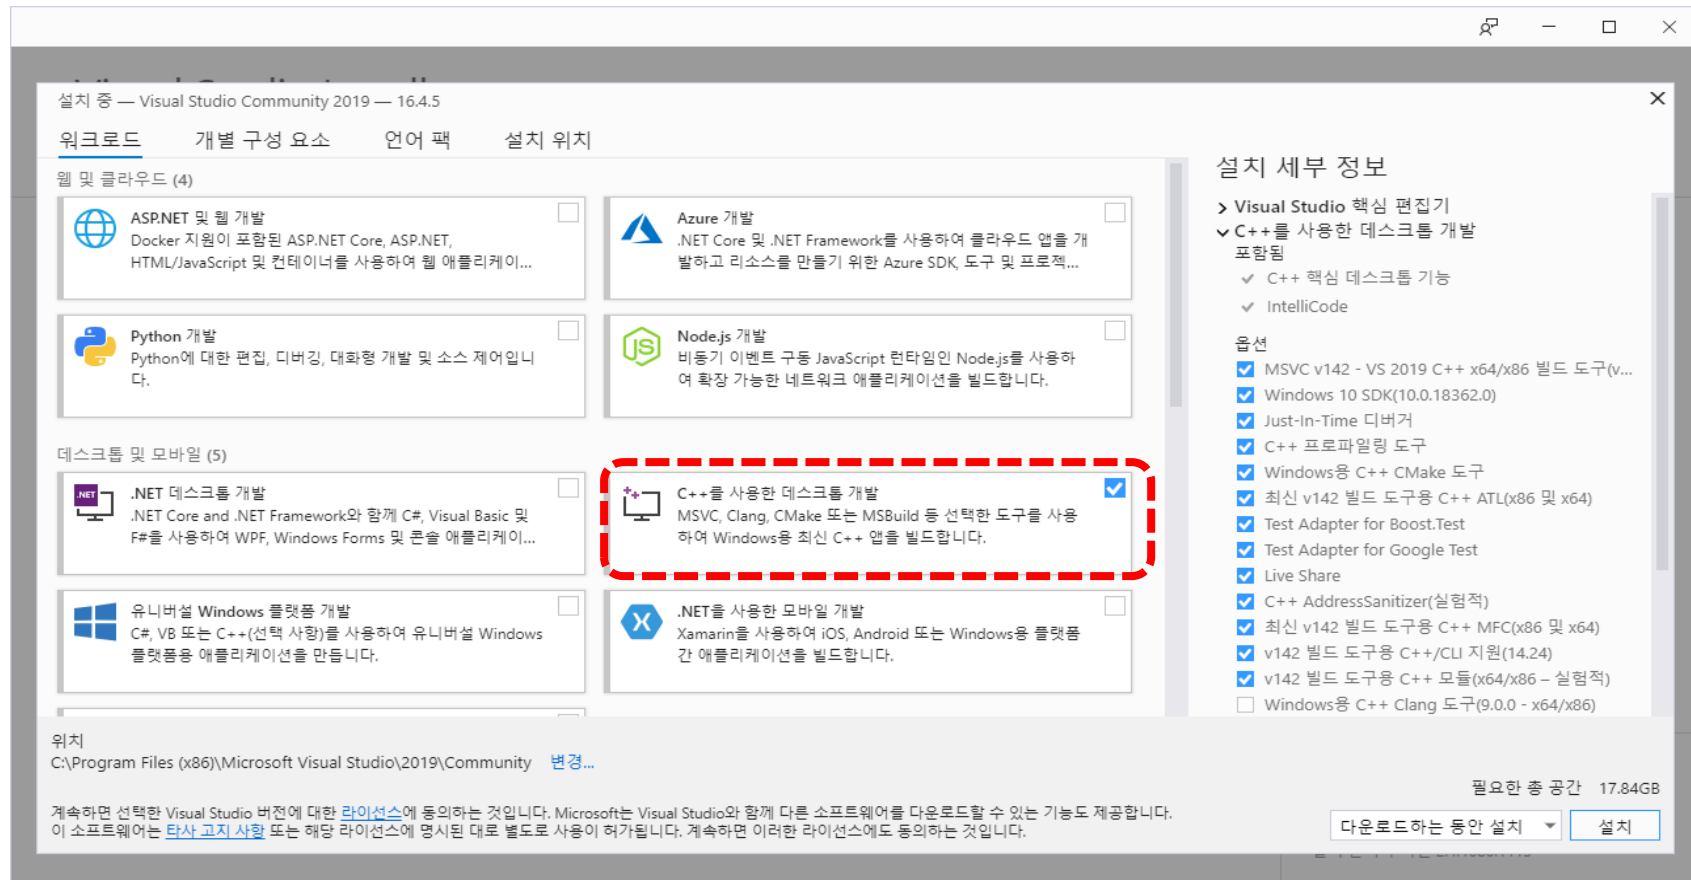 설치 중 — Visual Studio Community 2019 — 16.4.5
워크로드 개별 구성 요소 언어 팩 설치 위치
웹 및 클라우드 (4)
ASP.NET 및 웹 개발
Docker 지원이 포함된 ASP.NET Core, ASP.NET,
HTML/JavaScript 및 컨테이너를 사용하여 웹 애플리케이...
Azure 개발
.NET Core 및 .NET Framework를 사용하여 클라우드 앱을 개
발하고 리소스를 만들기 위한 Azure SDK, 도구 및 프로젝...
Python 개발
Python에 대한 편집, 디버깅, 대화형 개발 및 소스 제어입니
다.
JS
Node.js 개발
비동기 이벤트 구동 JavaScript 런타임인 Node.js를 사용하
여 확장 가능한 네트워크 애플리케이션을 빌드합니다.
데스크톱 및 모바일 (5)
.NET
.NET 데스크톱 개발
.NET Core and .NET Framework와 함께 C#, Visual Basic 및
F#을 사용하여 WPF, Windows Forms 및 콘솔 애플리케이...
C++를 사용한 데스크톱 개발
MSVC, Clang, CMake 또는 MSBuild 등 선택한 도구를 사용
하여 Windows용 최신 C++ 앱을 빌드합니다.
유니버설 Windows 플랫폼 개발
C#, VB 또는 C++(선택 사항)를 사용하여 유니버설 Windows
플랫폼용 애플리케이션을 만듭니다.
.NET을 사용한 모바일 개발
Xamarin을 사용하여 iOS, Android 또는 Windows용 플랫폼
간 애플리케이션을 빌드합니다.
설치 세부 정보
Visual Studio 핵심 편집기
C++를 사용한 데스크톱 개발
포함됨
C++ 핵심 데스크톱 기능
IntelliCode
옵션
MSVC v142 - VS 2019 C++ x64/x86 빌드 도구(v...
Windows 10 SDK(10.0.18362.0)
Just-In-Time 디버거
C++ 프로파일링 도구
Windows용 C++ CMake 도구
최신 v142 빌드 도구용 C++ ATL(x86 및 x64)
Test Adapter for Boost.Test
Test Adapter for Google Test
Live Share
C++ AddressSanitizer(실험적)
최신 v142 빌드 도구용 C++ MFC(x86 및 x64)
v142 빌드 도구용 C++/CLI 지원(14.24)
v142 빌드 도구용 C++ 모듈(x64/x86 – 실험적)
Windows용 C++ Clang 도구(9.0.0 - x64/x86)
위치
C:\Program Files (x86)\Microsoft Visual Studio\2019\Community 변경...
필요한 총 공간 17.84GB
계속하면 선택한 Visual Studio 버전에 대한 라이선스에 동의하는 것입니다. Microsoft는 Visual Studio와 함께 다른 소프트웨어를 다운로드할 수 있는 기능도 제공합니다.
이 소프트웨어는 타사 고지 사항 또는 해당 라이선스에 명시된 대로 별도로 사용이 허가됩니다. 계속하면 이러한 라이선스에도 동의하는 것입니다.
다운로드하는 동안 설치 설치